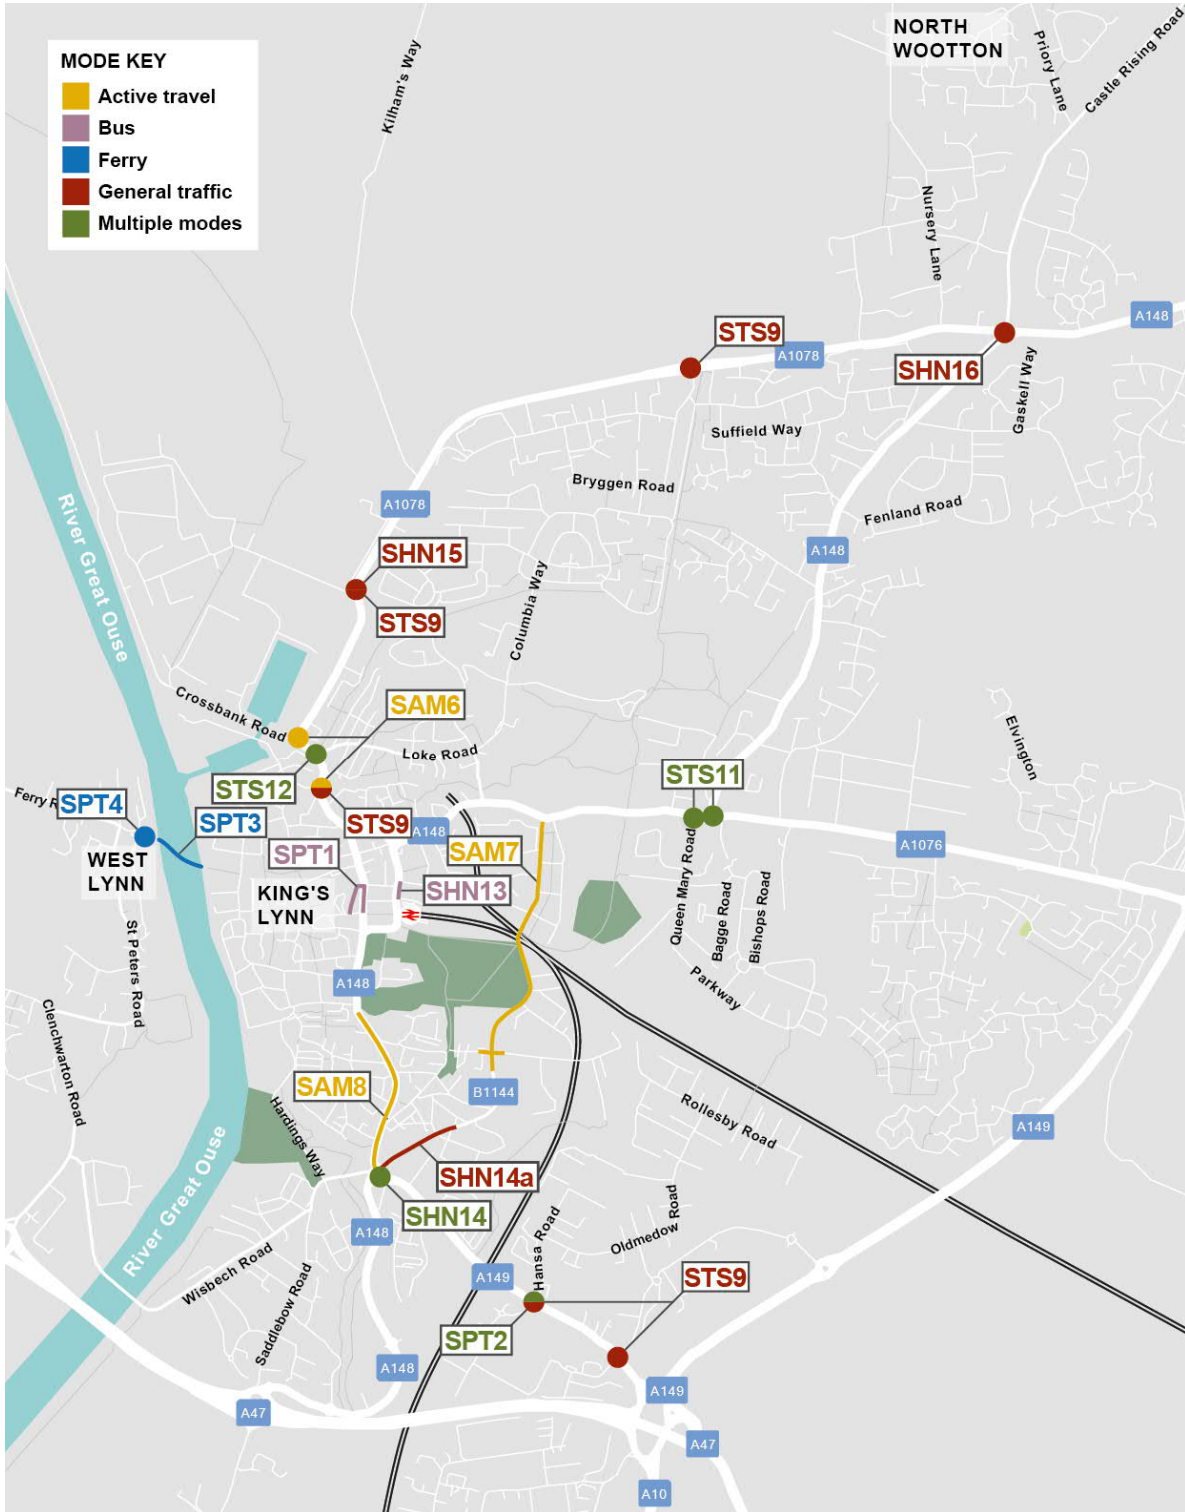 NORTH
WOOTTON
MODE KEY
Active travel
Bus
Ferry
General traffic
Multiple modes
Kilham's Way
Priory Lane
Castle Rising Road
Nursery Lane
A148
STS9
A1078
SHN16
Gaskell Way
Suffield Way
Bryggen Road
A1078
Fenland Road
River Great Ouse
A148
SHN15
STS9
Columbia Way
Crossbank Road
SAM6
Loke Road
Elvington
STS12
STS11
Ferry R
SPT4
SPT3
STS9
A148
A1076
SPT1
SAM7
WEST
LYNN
KING'S
LYNN
SHN13
Queen Mary Road
Bagge Road
Bishops Road
St Peters Road
A148
Parkway
Clenchwarton Road
SAM8
B1144
Hardings Way
Rollesby Road
A149
River Great Ouse
SHN14a
SHN14
A148
Hansa Road
Oldmedow Road
Wisbech Road
A149
STS9
Saddlebow Road
SPT2
A148
A149
A47
A47
A10